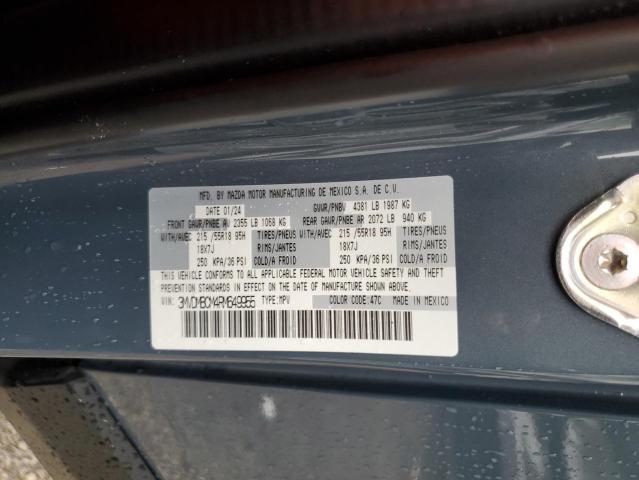 MFD. BY MAZDA MOTOR MANUFACTURING DE MEXICO S.A. DE C.V.
DATE 01/24 GVWR/PNBV 4381 LB 1987 KG
FRONT GAWR/PNBE AV 2355 LB 1068 KG REAR GAWR/PNBE AR 2072 LB 940 KG
WITH/AVEC 215 /55R18 95H TIRES/PNEUS WITH/AVEC 215 /55R18 95H TIRES/PNEUS
18X7J RIMS/JANTES 18X7J RIMS/JANTES
250 KPA/36 PSI COLD/A FROID 250 KPA/36 PSI COLD/A FROID
THIS VEHICLE CONFORMS TO ALL APPLICABLE FEDERAL MOTOR VEHICLE SAFETY AND THEFT
PREVENTION STANDARDS IN EFFECT ON THE DATE OF MANUFACTURE SHOWN ABOVE.
VIN: 3MVDMBCM4RM649955 TYPE: MPV COLOR CODE: 47C MADE IN MEXICO